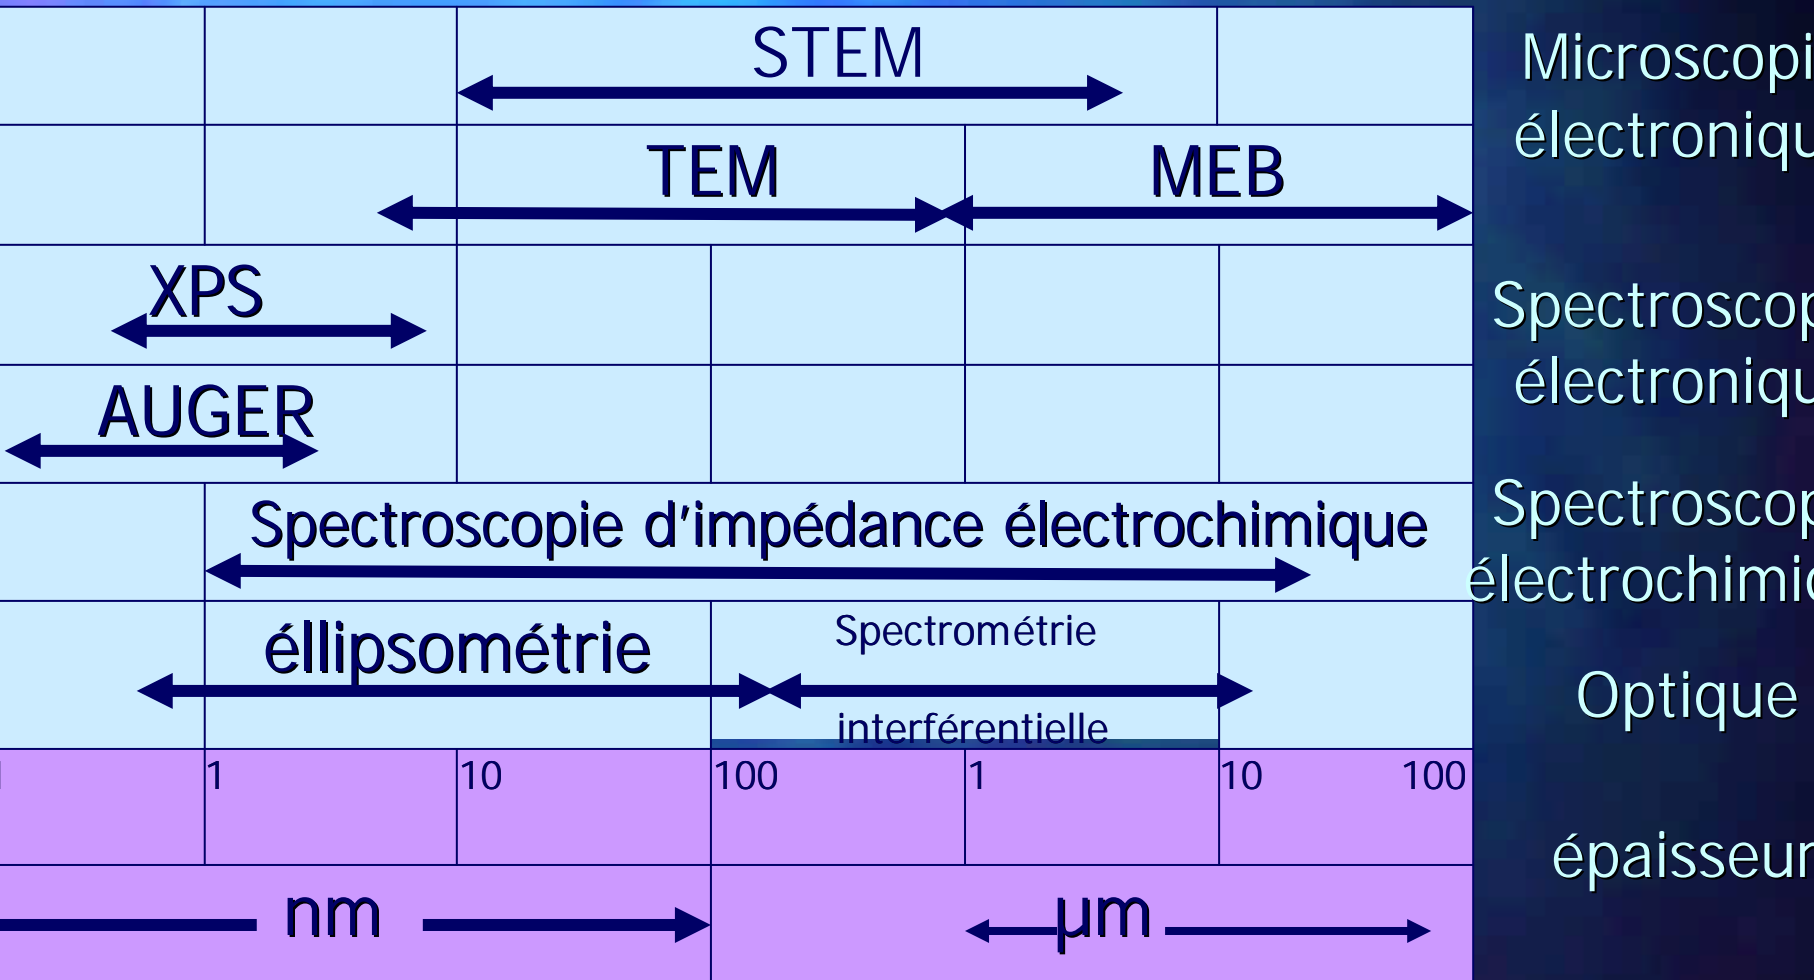 STEM
Microscopi
électroniqu
TEM MEB
XPS
Spectroscop
électroniqu
AUGER
Spectroscopie d'impédance électrochimique
Spectroscop
électrochimiq
éllipsométrie
Spectrométrie
interférentielle
Optique
1 10 100 1 10 100
épaisseur
nm µm